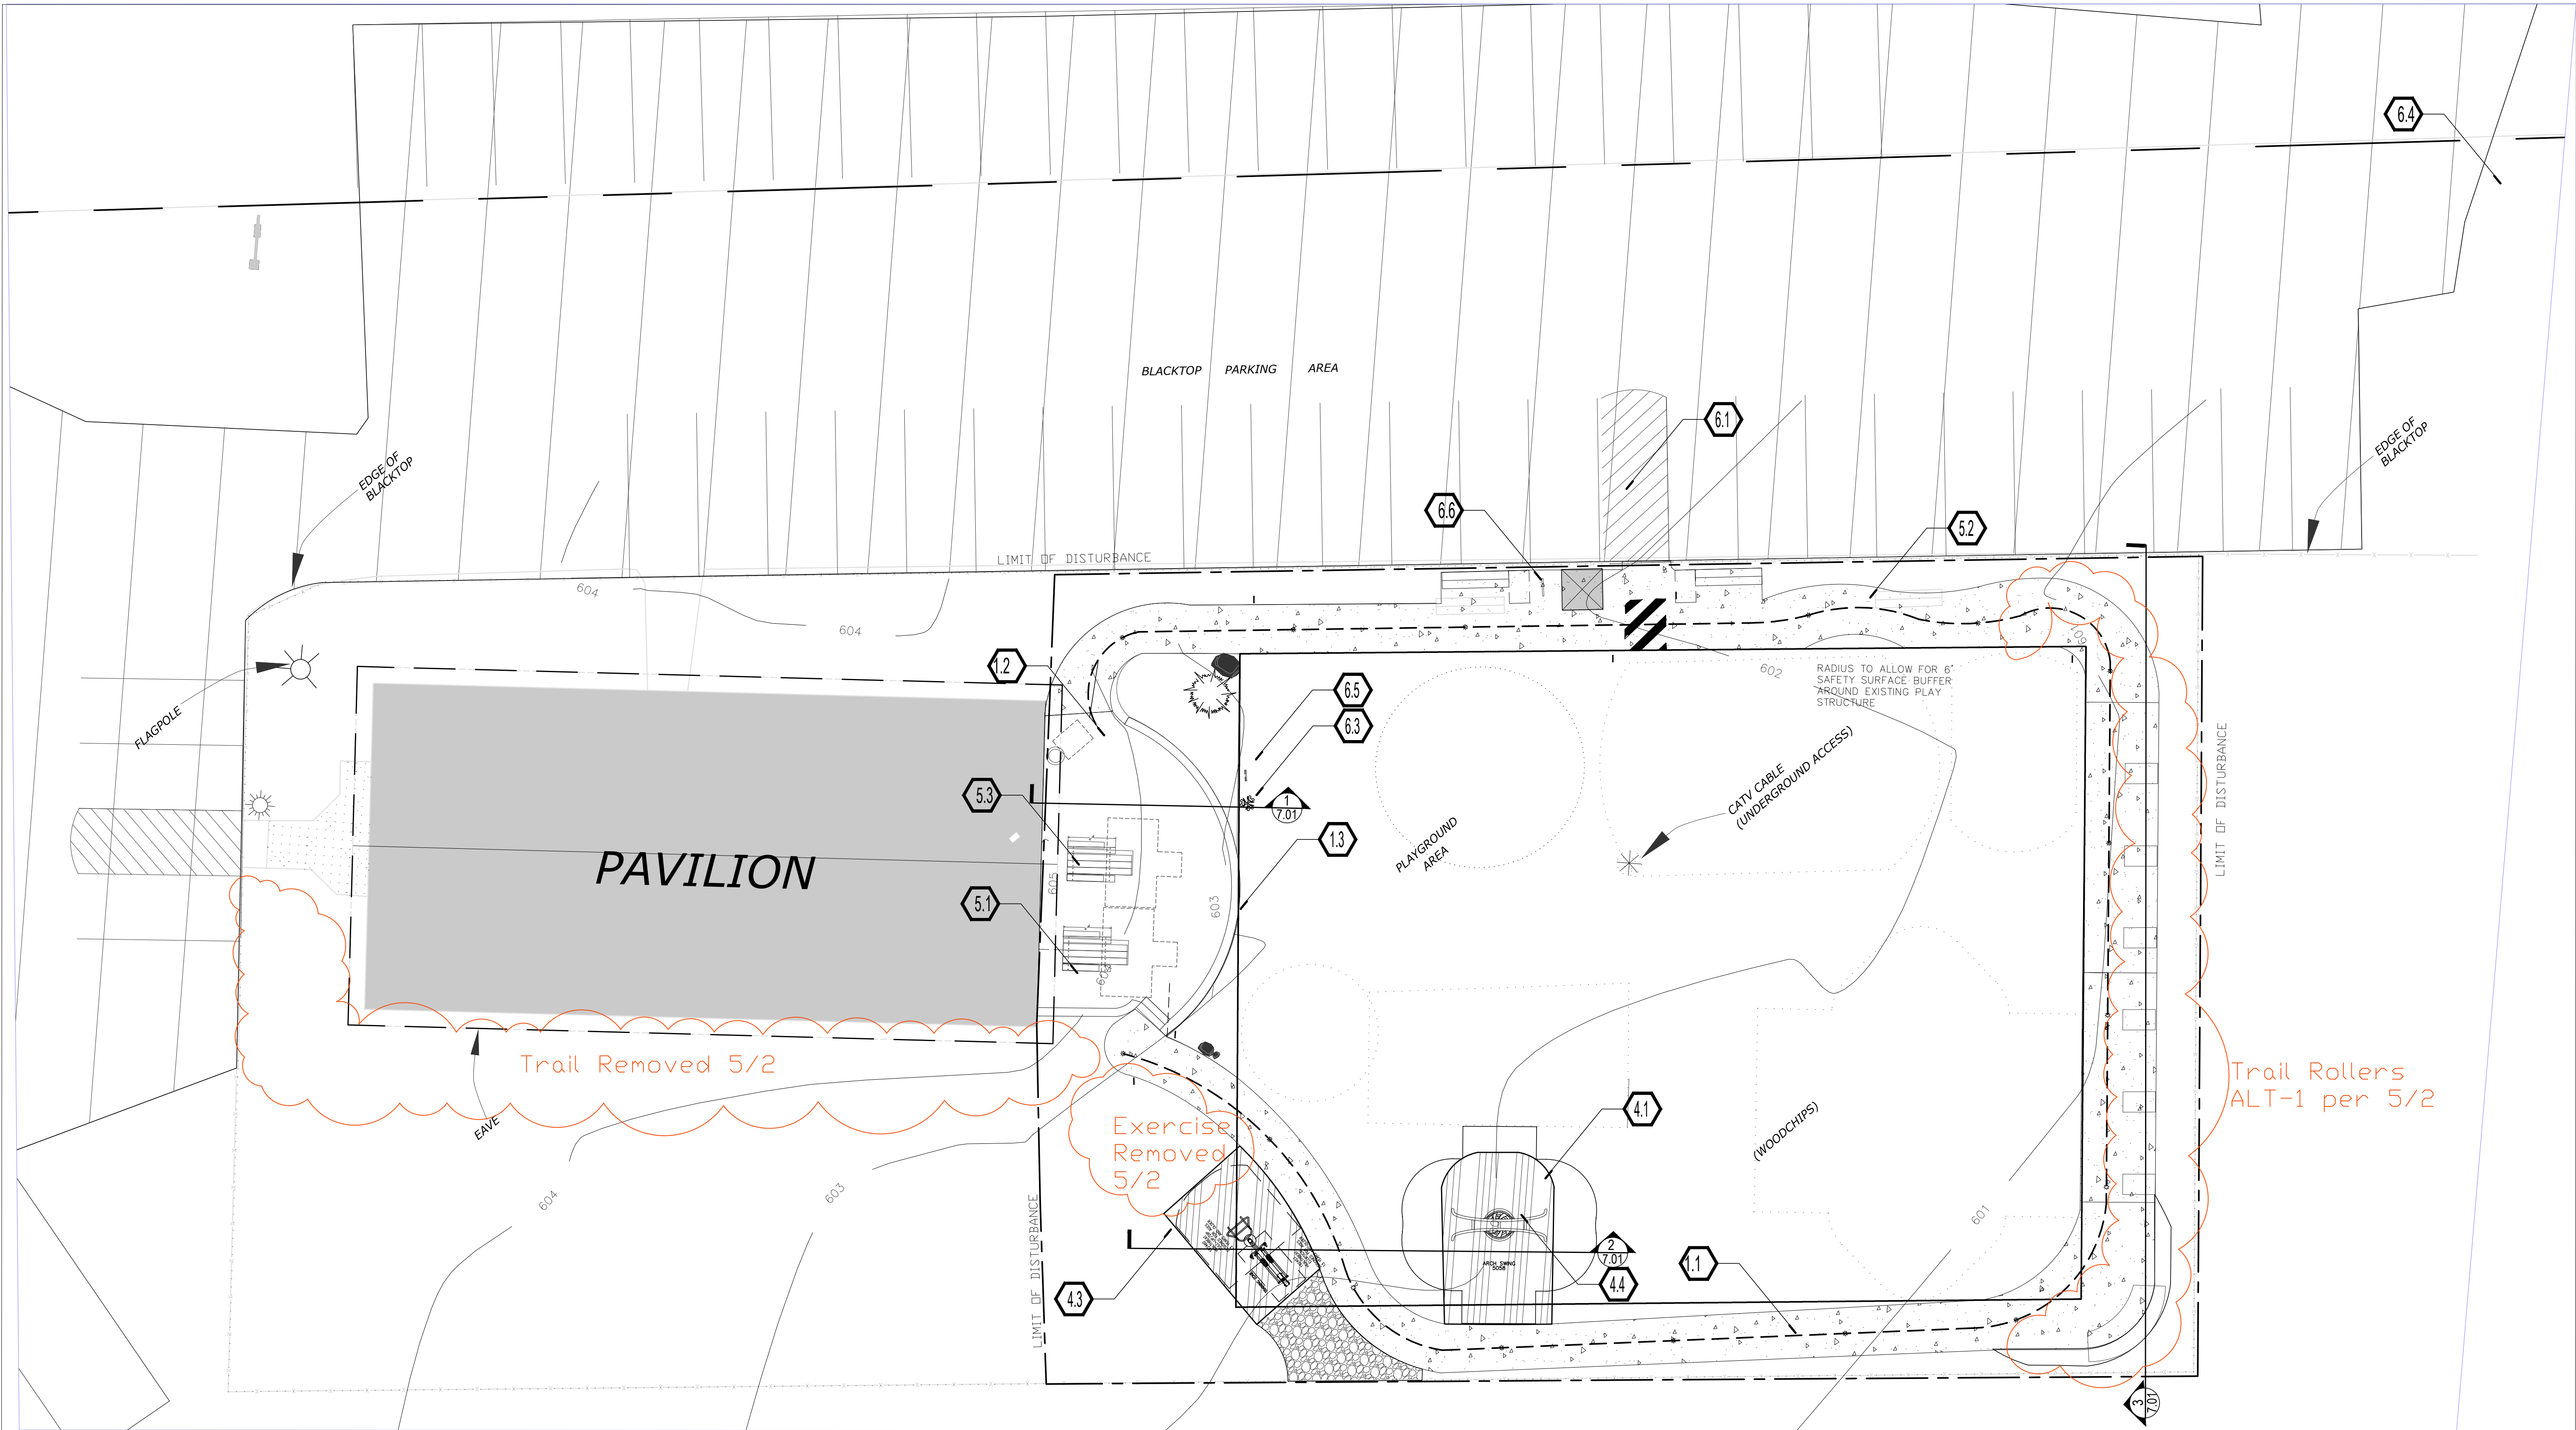 6.4
BLACKTOP PARKING AREA
6.1
EDGE OF
BLACKTOP
EDGE OF
BLACKTOP
6.6
5.2
LIMIT OF DISTURBANCE
604
604
601
1.2
602
RADIUS TO ALLOW FOR 6'
SAFETY SURFACE BUFFER
AROUND EXISTING PLAY
STRUCTURE
6.5
6.3
FLAGPOLE
CATV CABLE
(UNDERGROUND ACCESS)
LIMIT OF DISTURBANCE
5.3
1
7.01
1.3
PLAYGROUND
AREA
PAVILION
605
5.1
603
604
Trail Removed 5/2
Trail Rollers
ALT-1 per 5/2
EAVE
Exercise
Removed
5/2
4.1
(WOODCHIPS)
604
603
601
LIMIT OF DISTURBANCE
2
7.01
ARCH SWING
5058
4.4
1.1
4.3
3
7.01